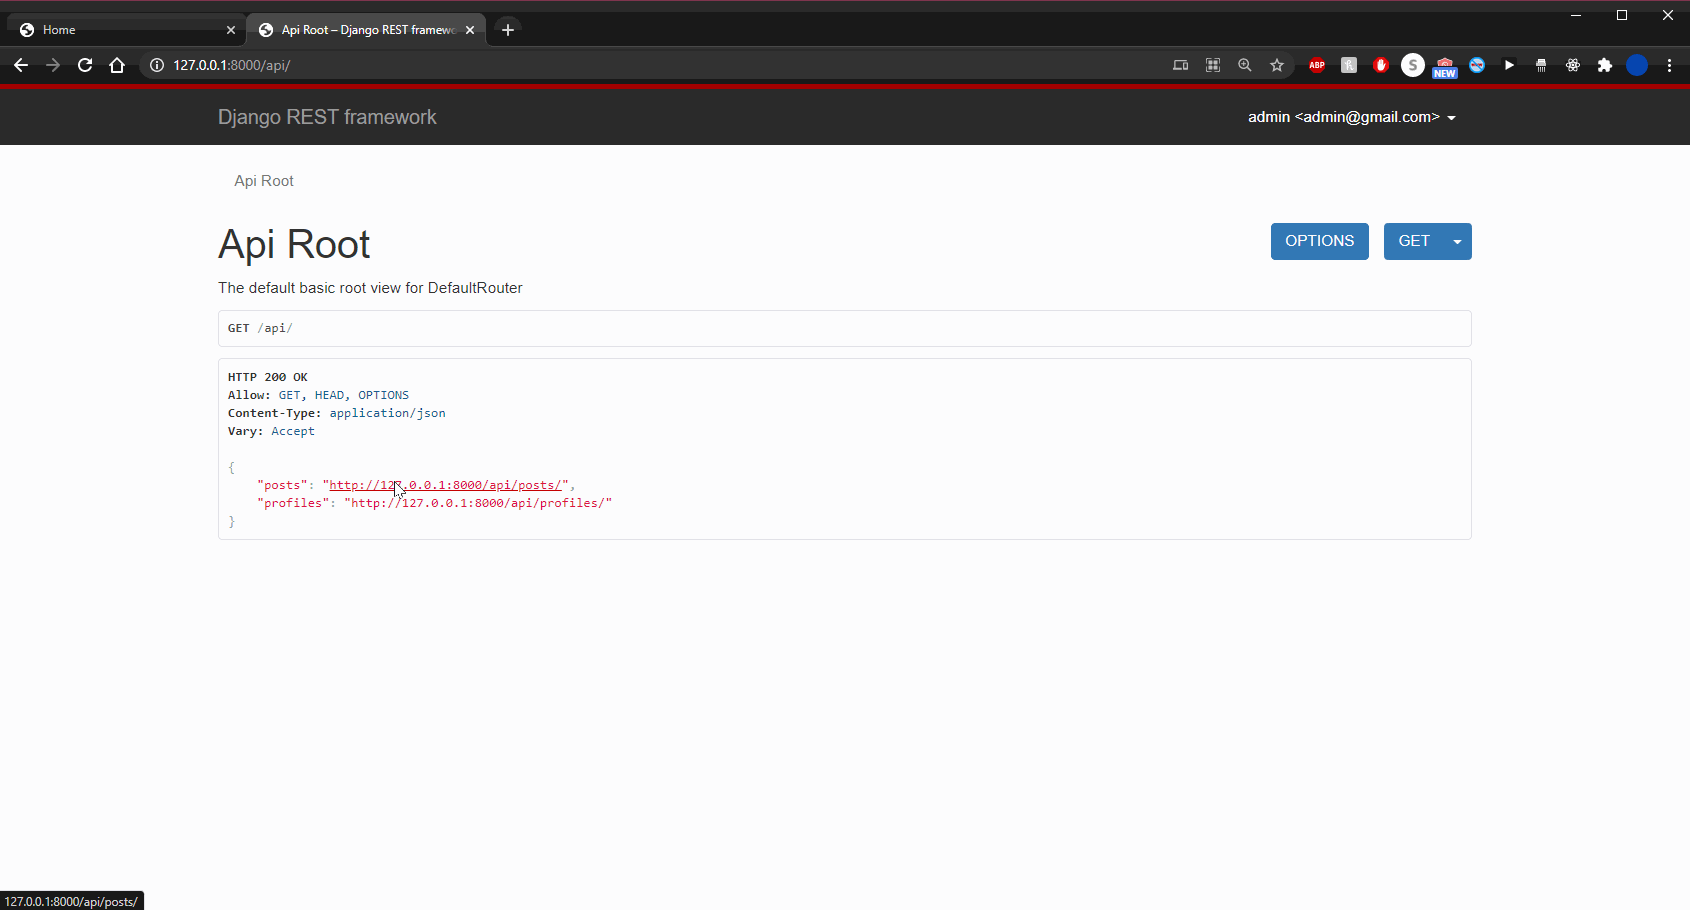 Home
Api Root – Django REST framewo
127.0.0.1:8000/api/
ABP
S
NEW
Django REST framework
admin <admin@gmail.com>
Api Root
Api Root
OPTIONS
GET
The default basic root view for DefaultRouter
GET /api/
HTTP 200 OK
Allow: GET, HEAD, OPTIONS
Content-Type: application/json
Vary: Accept
{
"posts": "http://127.0.0.1:8000/api/posts/",
"profiles": "http://127.0.0.1:8000/api/profiles/"
}
127.0.0.1:8000/api/posts/